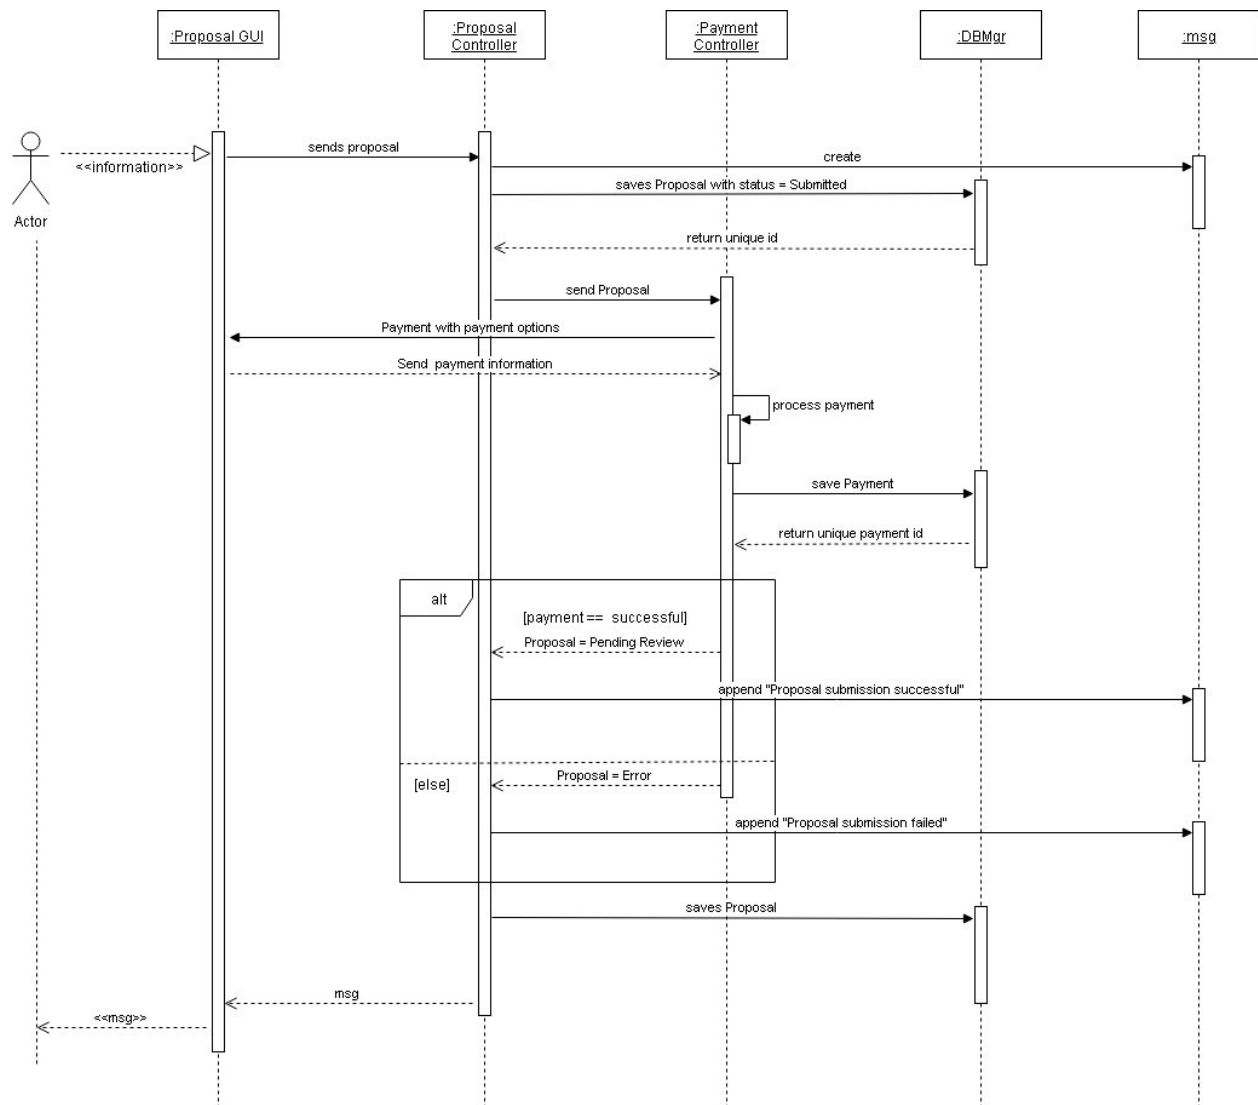 :Proposal GUI
:Proposal
Controller
:Payment
Controller
:DBMgr
:msg
Actor
<<information>>
sends proposal
create
saves Proposal with status = Submitted
return unique id
send Proposal
Payment with payment options
Send  payment information
process payment
save Payment
return unique payment id
alt
[payment ==  successful]
Proposal = Pending Review
append "Proposal submission successful"
[else]
Proposal = Error
append "Proposal submission failed"
saves Proposal
msg
<<msg>>